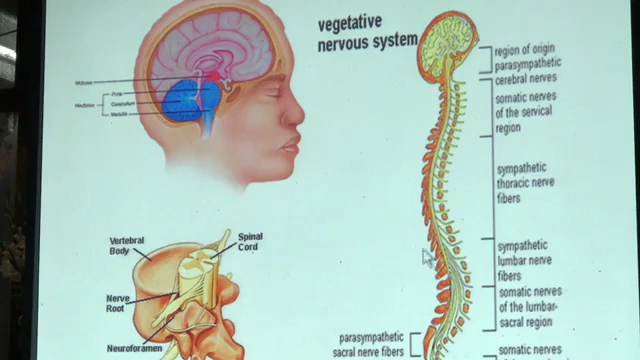 vegetative
nervous system
region of origin
parasympathetic
cerebral nerves
somatic nerves
of the servical
region
sympathetic
thoracic nerve
fibers
sympathetic
lumbar nerve
fibers
somatic nerves
of the lumbar-
sacral region
parasympathetic
sacral nerve fibers
somatic nerves
Pons
Cerebellum
Medulla
Vertebral
Body
Spinal
Cord
Nerve
Root
Neuroforamen